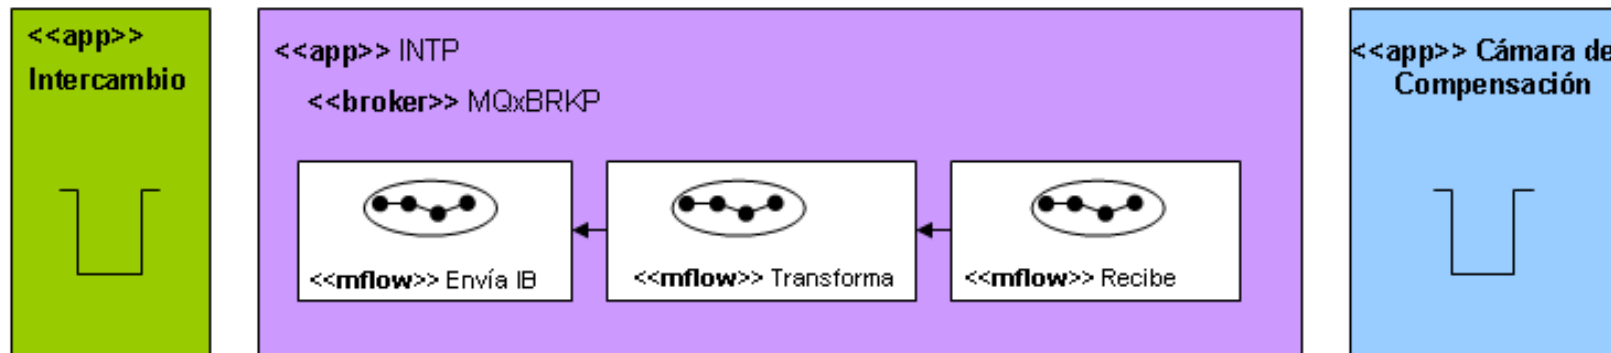 <<app>>
Intercambio
<<app>> INTP
<<broker>> MQxBRKP
<<mflow>> Envía IB
<<mflow>> Transforma
<<mflow>> Recibe
<<app>> Cámara de
Compensación